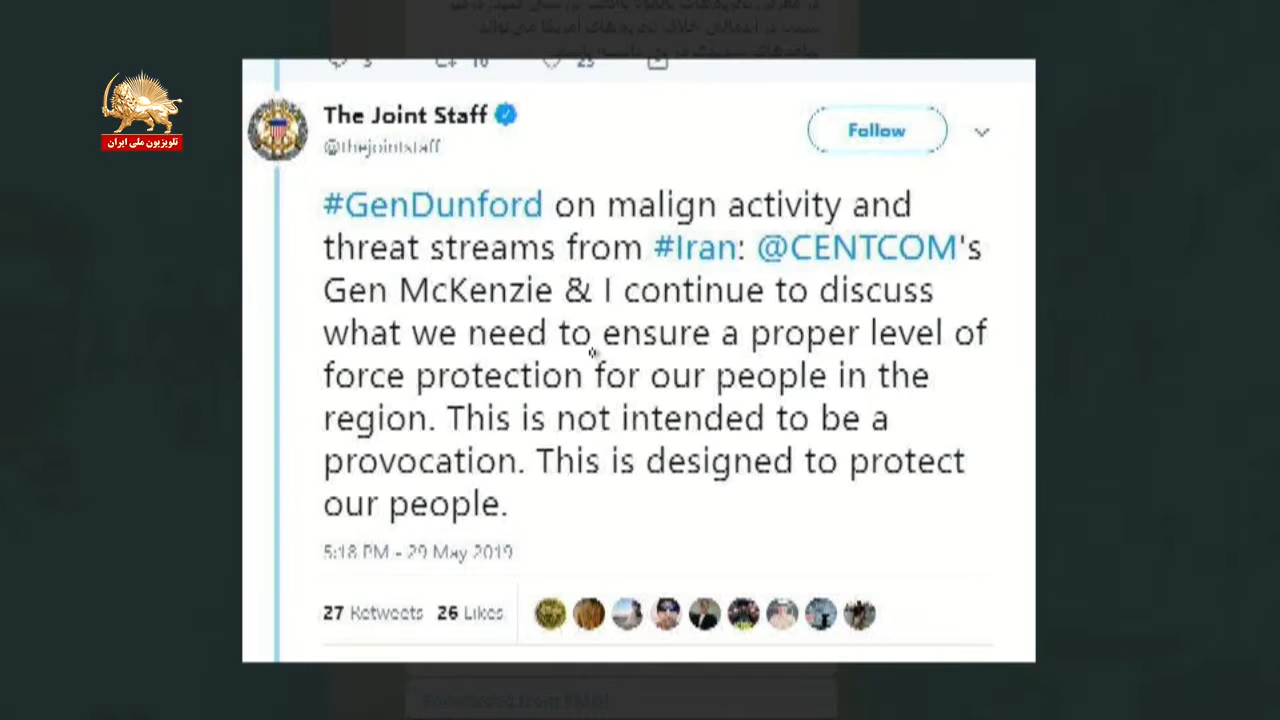 تلویزیون ملی ایران
3 16 25
The Joint Staff
@thejointstaff
Follow
#GenDunford on malign activity and
threat streams from #Iran: @CENTCOM's
Gen McKenzie & I continue to discuss
what we need to ensure a proper level of
force protection for our people in the
region. This is not intended to be a
provocation. This is designed to protect
our people.
5:18 PM - 29 May 2019
27 Retweets 26 Likes